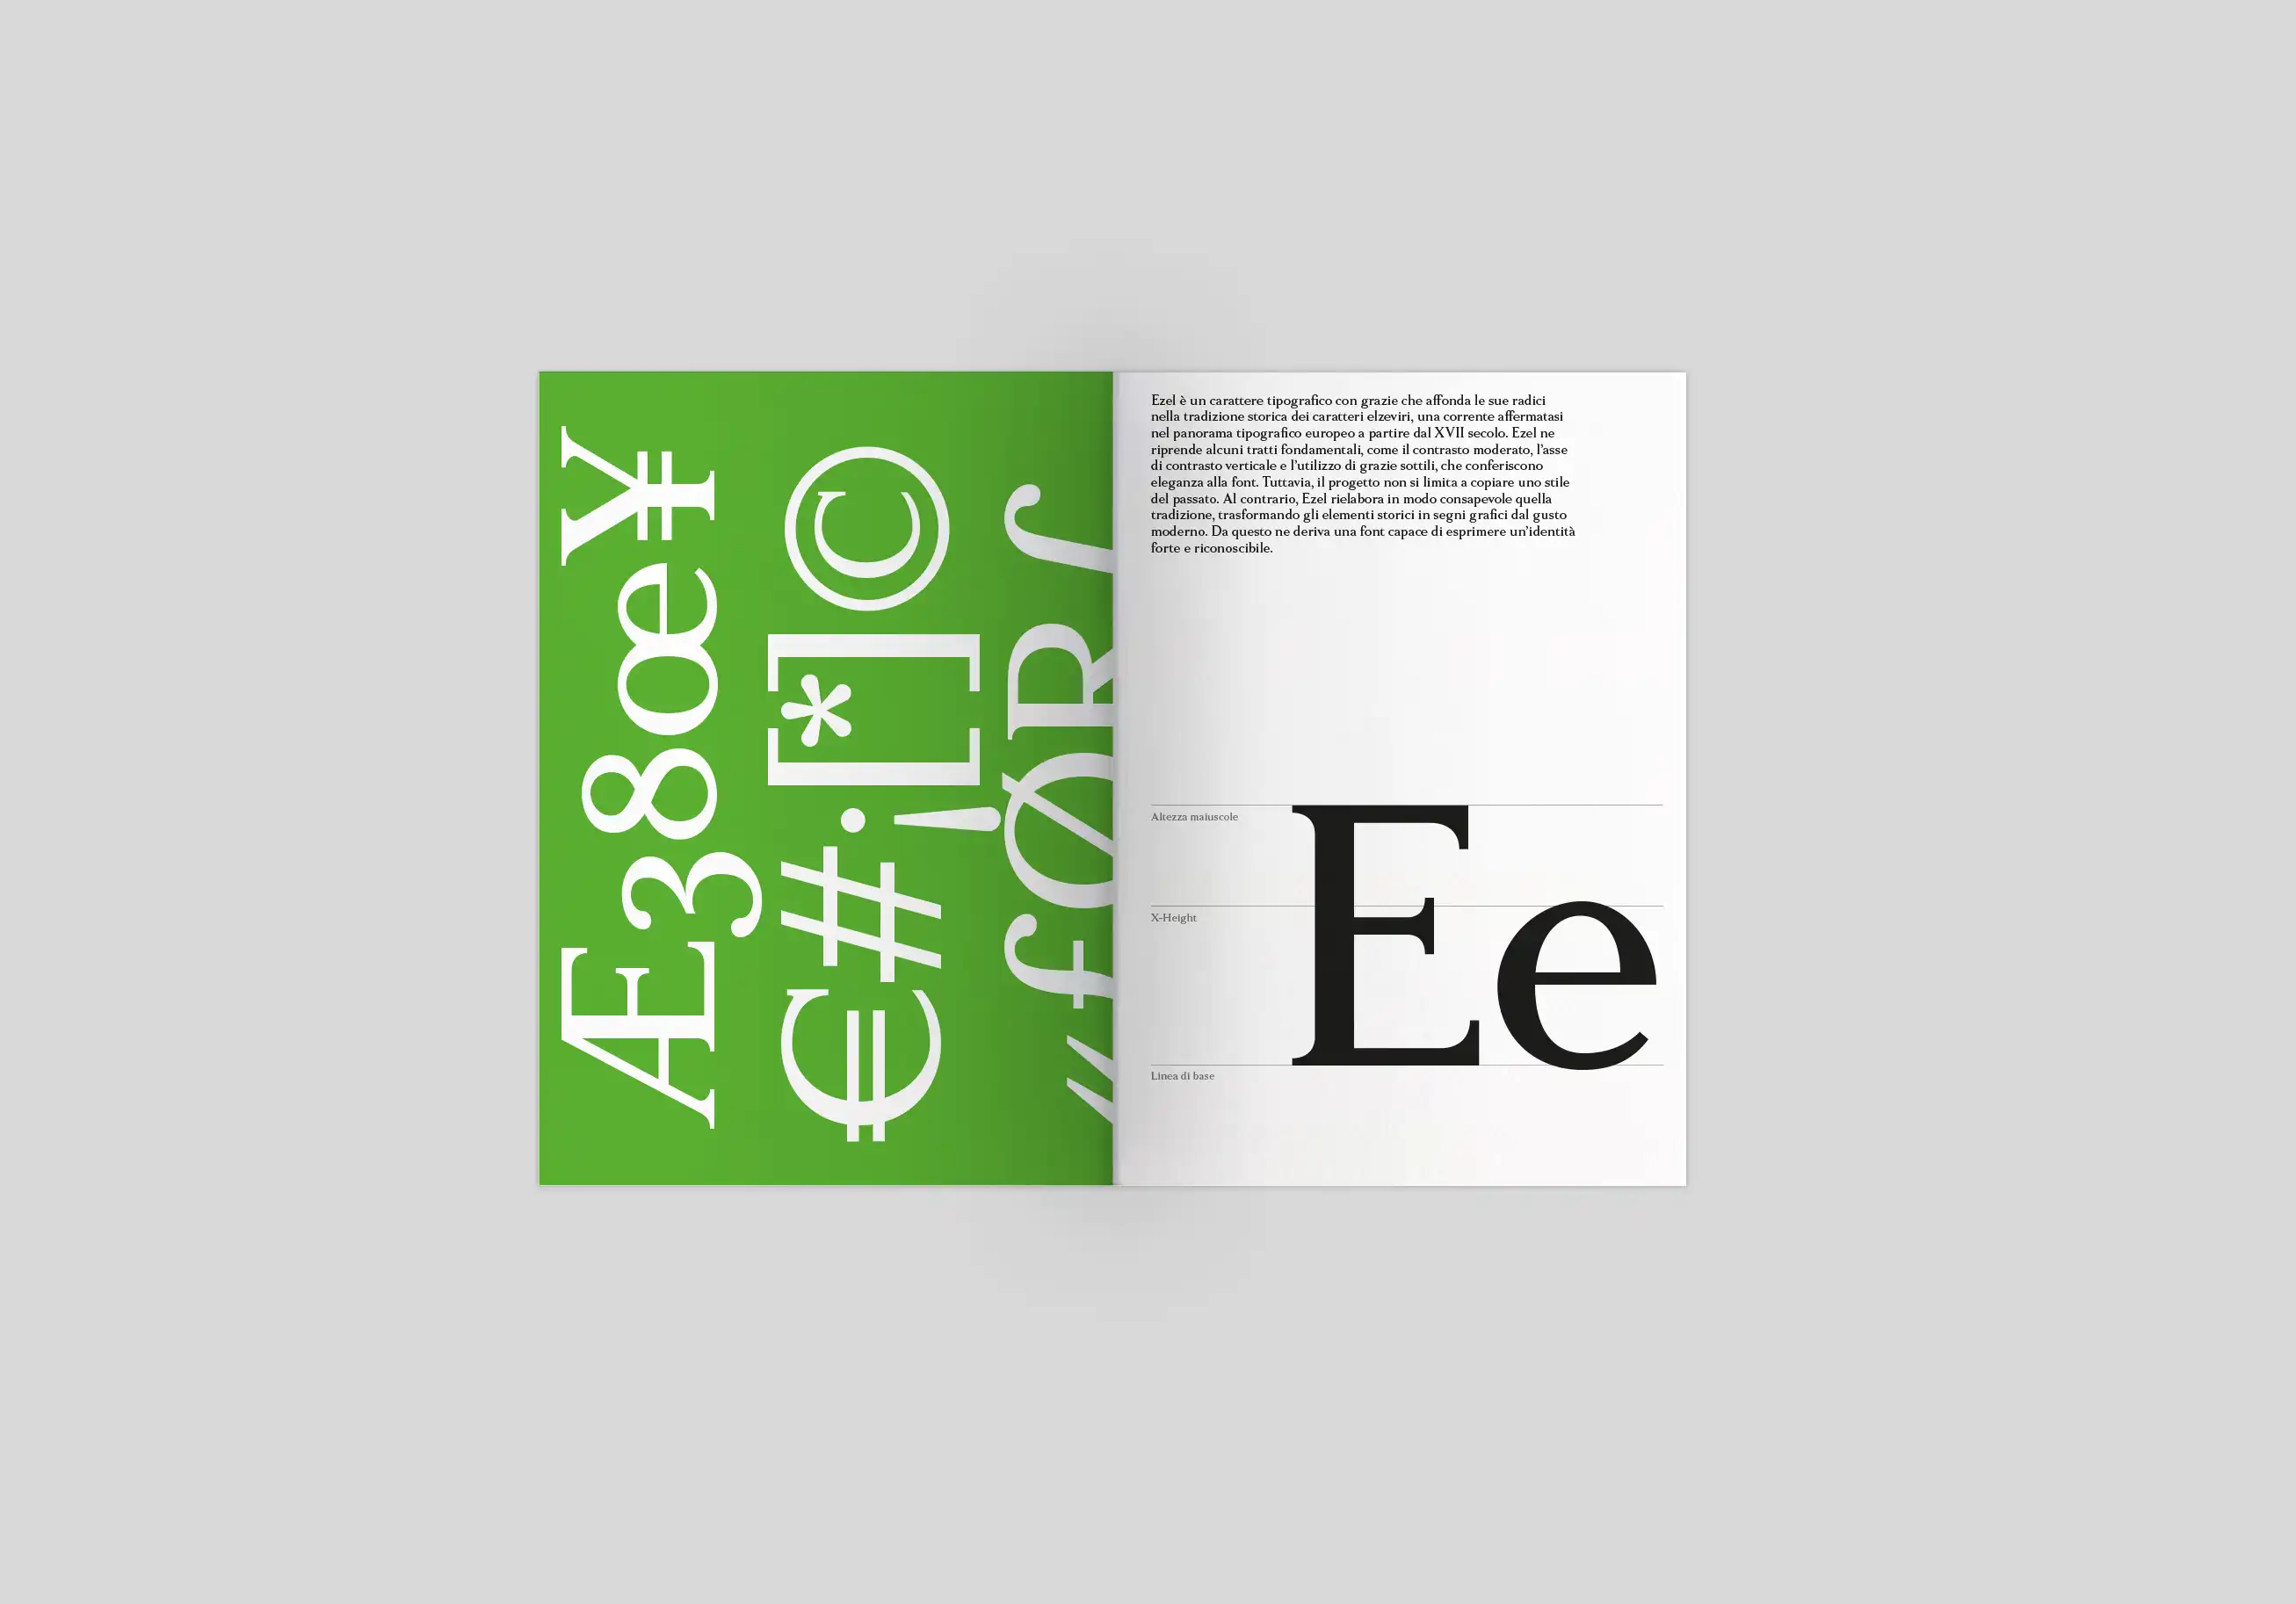 Æ38œ¥
€#¡[*]©
“fØRſ
Ezel è un carattere tipografico con grazie che affonda le sue radici
nella tradizione storica dei caratteri elzeviri, una corrente affermatasi
nel panorama tipografico europeo a partire dal XVII secolo. Ezel ne
riprende alcuni tratti fondamentali, come il contrasto moderato, l’asse
di contrasto verticale e l’utilizzo di grazie sottili, che conferiscono
eleganza alla font. Tuttavia, il progetto non si limita a copiare uno stile
del passato. Al contrario, Ezel rielabora in modo consapevole quella
tradizione, trasformando gli elementi storici in segni grafici dal gusto
moderno. Da questo ne deriva una font capace di esprimere un’identità
forte e riconoscibile.
Altezza maiuscole
X-Height
Linea di base
Ee